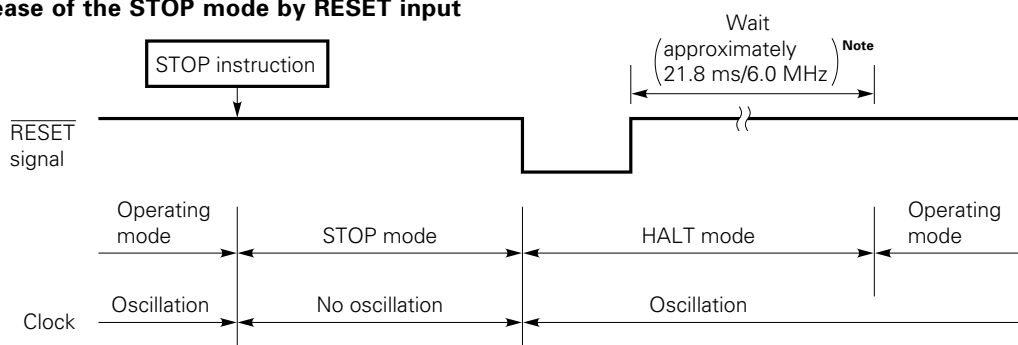 ease of the STOP mode by RESET input
Wait
(approximately
21.8 ms/6.0 MHz) Note
STOP instruction
RESET
signal
Operating
mode
STOP mode
HALT mode
Operating
mode
Clock
Oscillation
No oscillation
Oscillation